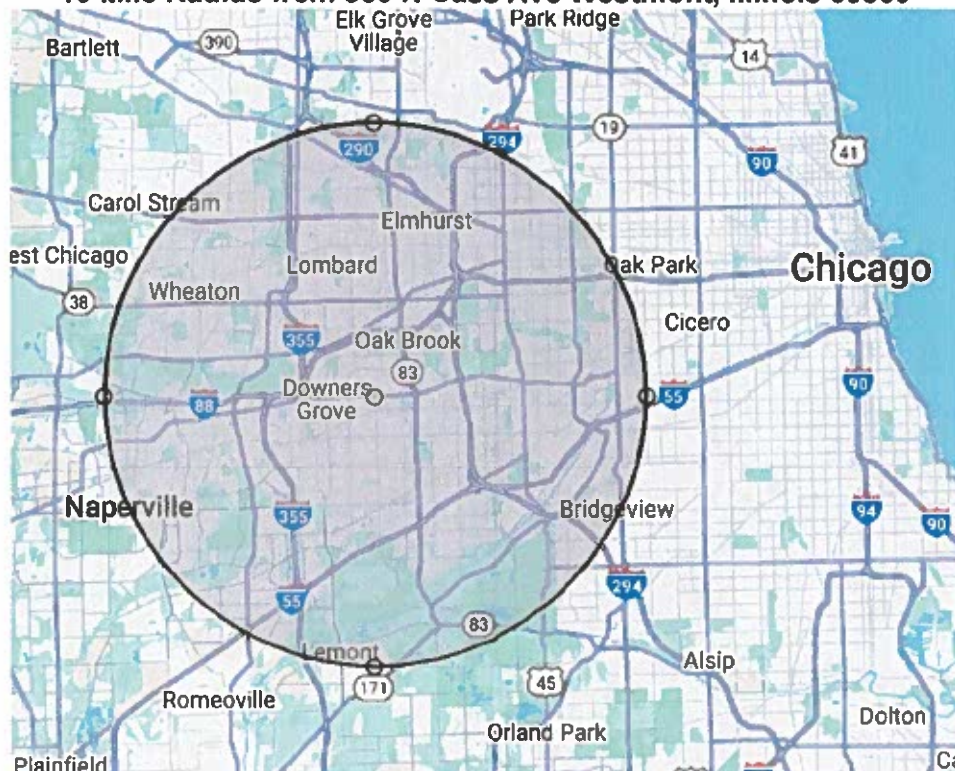 Elk Grove
Village
Park Ridge
Bartlett
390
14
19
290
294
90
41
Carol Stream
Elmhurst
est Chicago
Lombard
Oak Park
Chicago
Wheaton
38
Cicero
355
Oak Brook
83
Downers
Grove
88
55
90
Naperville
355
Bridgeview
94
90
55
294
83
Lemont
171
Alsip
45
Romeoville
Dolton
Orland Park
Plainfield
Ca